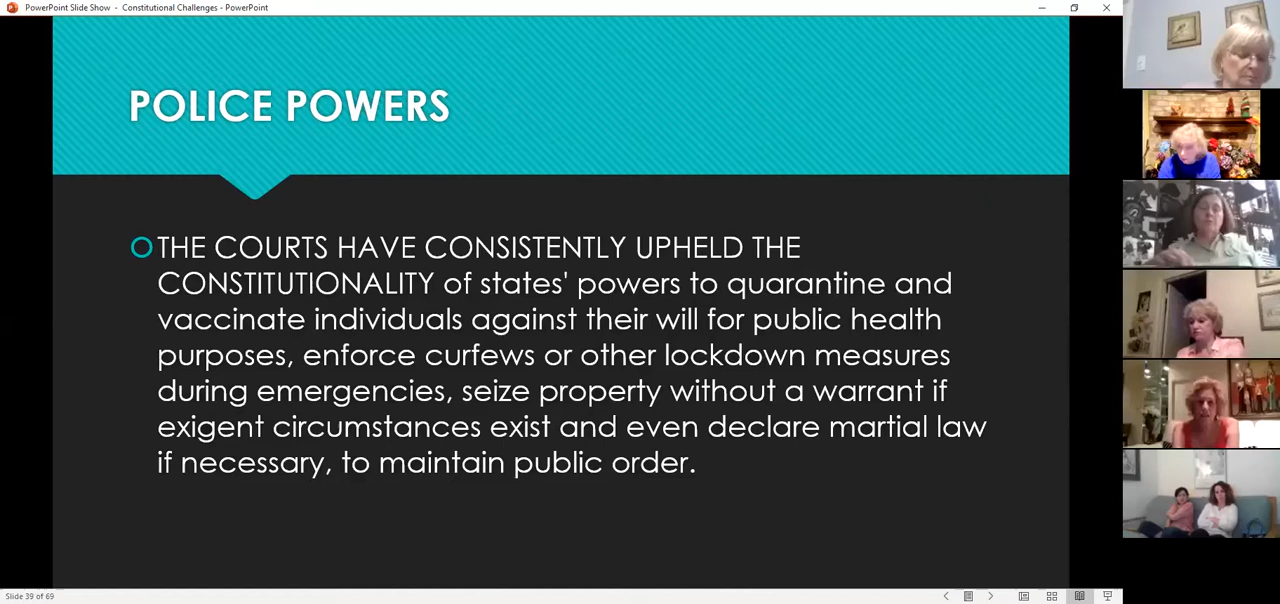 PowerPoint Slide Show - Constitutional Challenges - PowerPoint
POLICE POWERS
THE COURTS HAVE CONSISTENTLY UPHELD THE
CONSTITUTIONALITY of states' powers to quarantine and
vaccinate individuals against their will for public health
purposes, enforce curfews or other lockdown measures
during emergencies, seize property without a warrant if
exigent circumstances exist and even declare martial law
if necessary, to maintain public order.
Slide 39 of 69